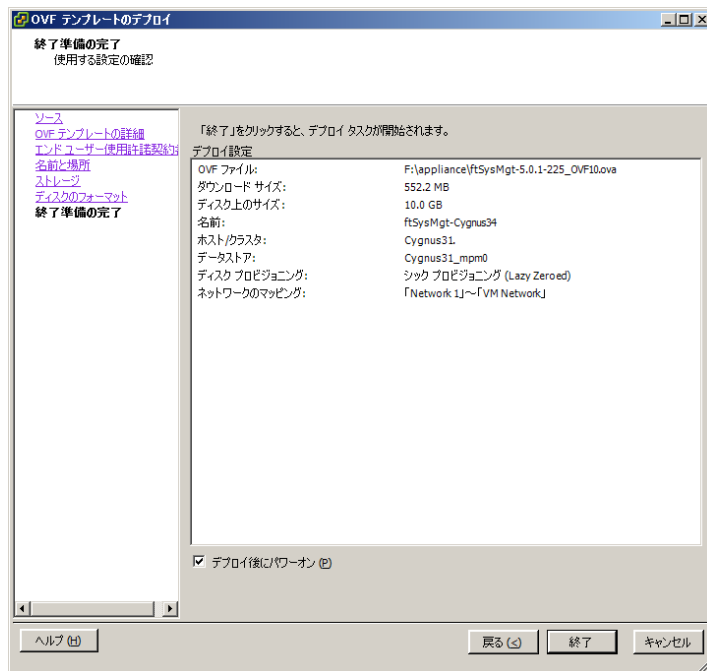 OVF テンプレートのデプロイ
終了準備の完了
使用する設定の確認
ソース
OVF テンプレートの詳細
エンド ユーザー使用許諾契約
名前と場所
ストレージ
ディスクのフォーマット
終了準備の完了
「終了」をクリックすると、デプロイ タスクが開始されます。
デプロイ設定
OVF ファイル: F:\appliance\ftSysMgt-5.0.1-225_OVF10.ova
ダウンロード サイズ: 552.2 MB
ディスク上のサイズ: 10.0 GB
名前: ftSysMgt-Cygnus34
ホスト/クラスタ: Cygnus31.
データストア: Cygnus31_mpm0
ディスク プロビジョニング: シック プロビジョニング (Lazy Zeroed)
ネットワークのマッピング: 「Network 1」~「VM Network」
デプロイ後にパワーオン (P)
ヘルプ (H) 戻る (<) 終了 キャンセル